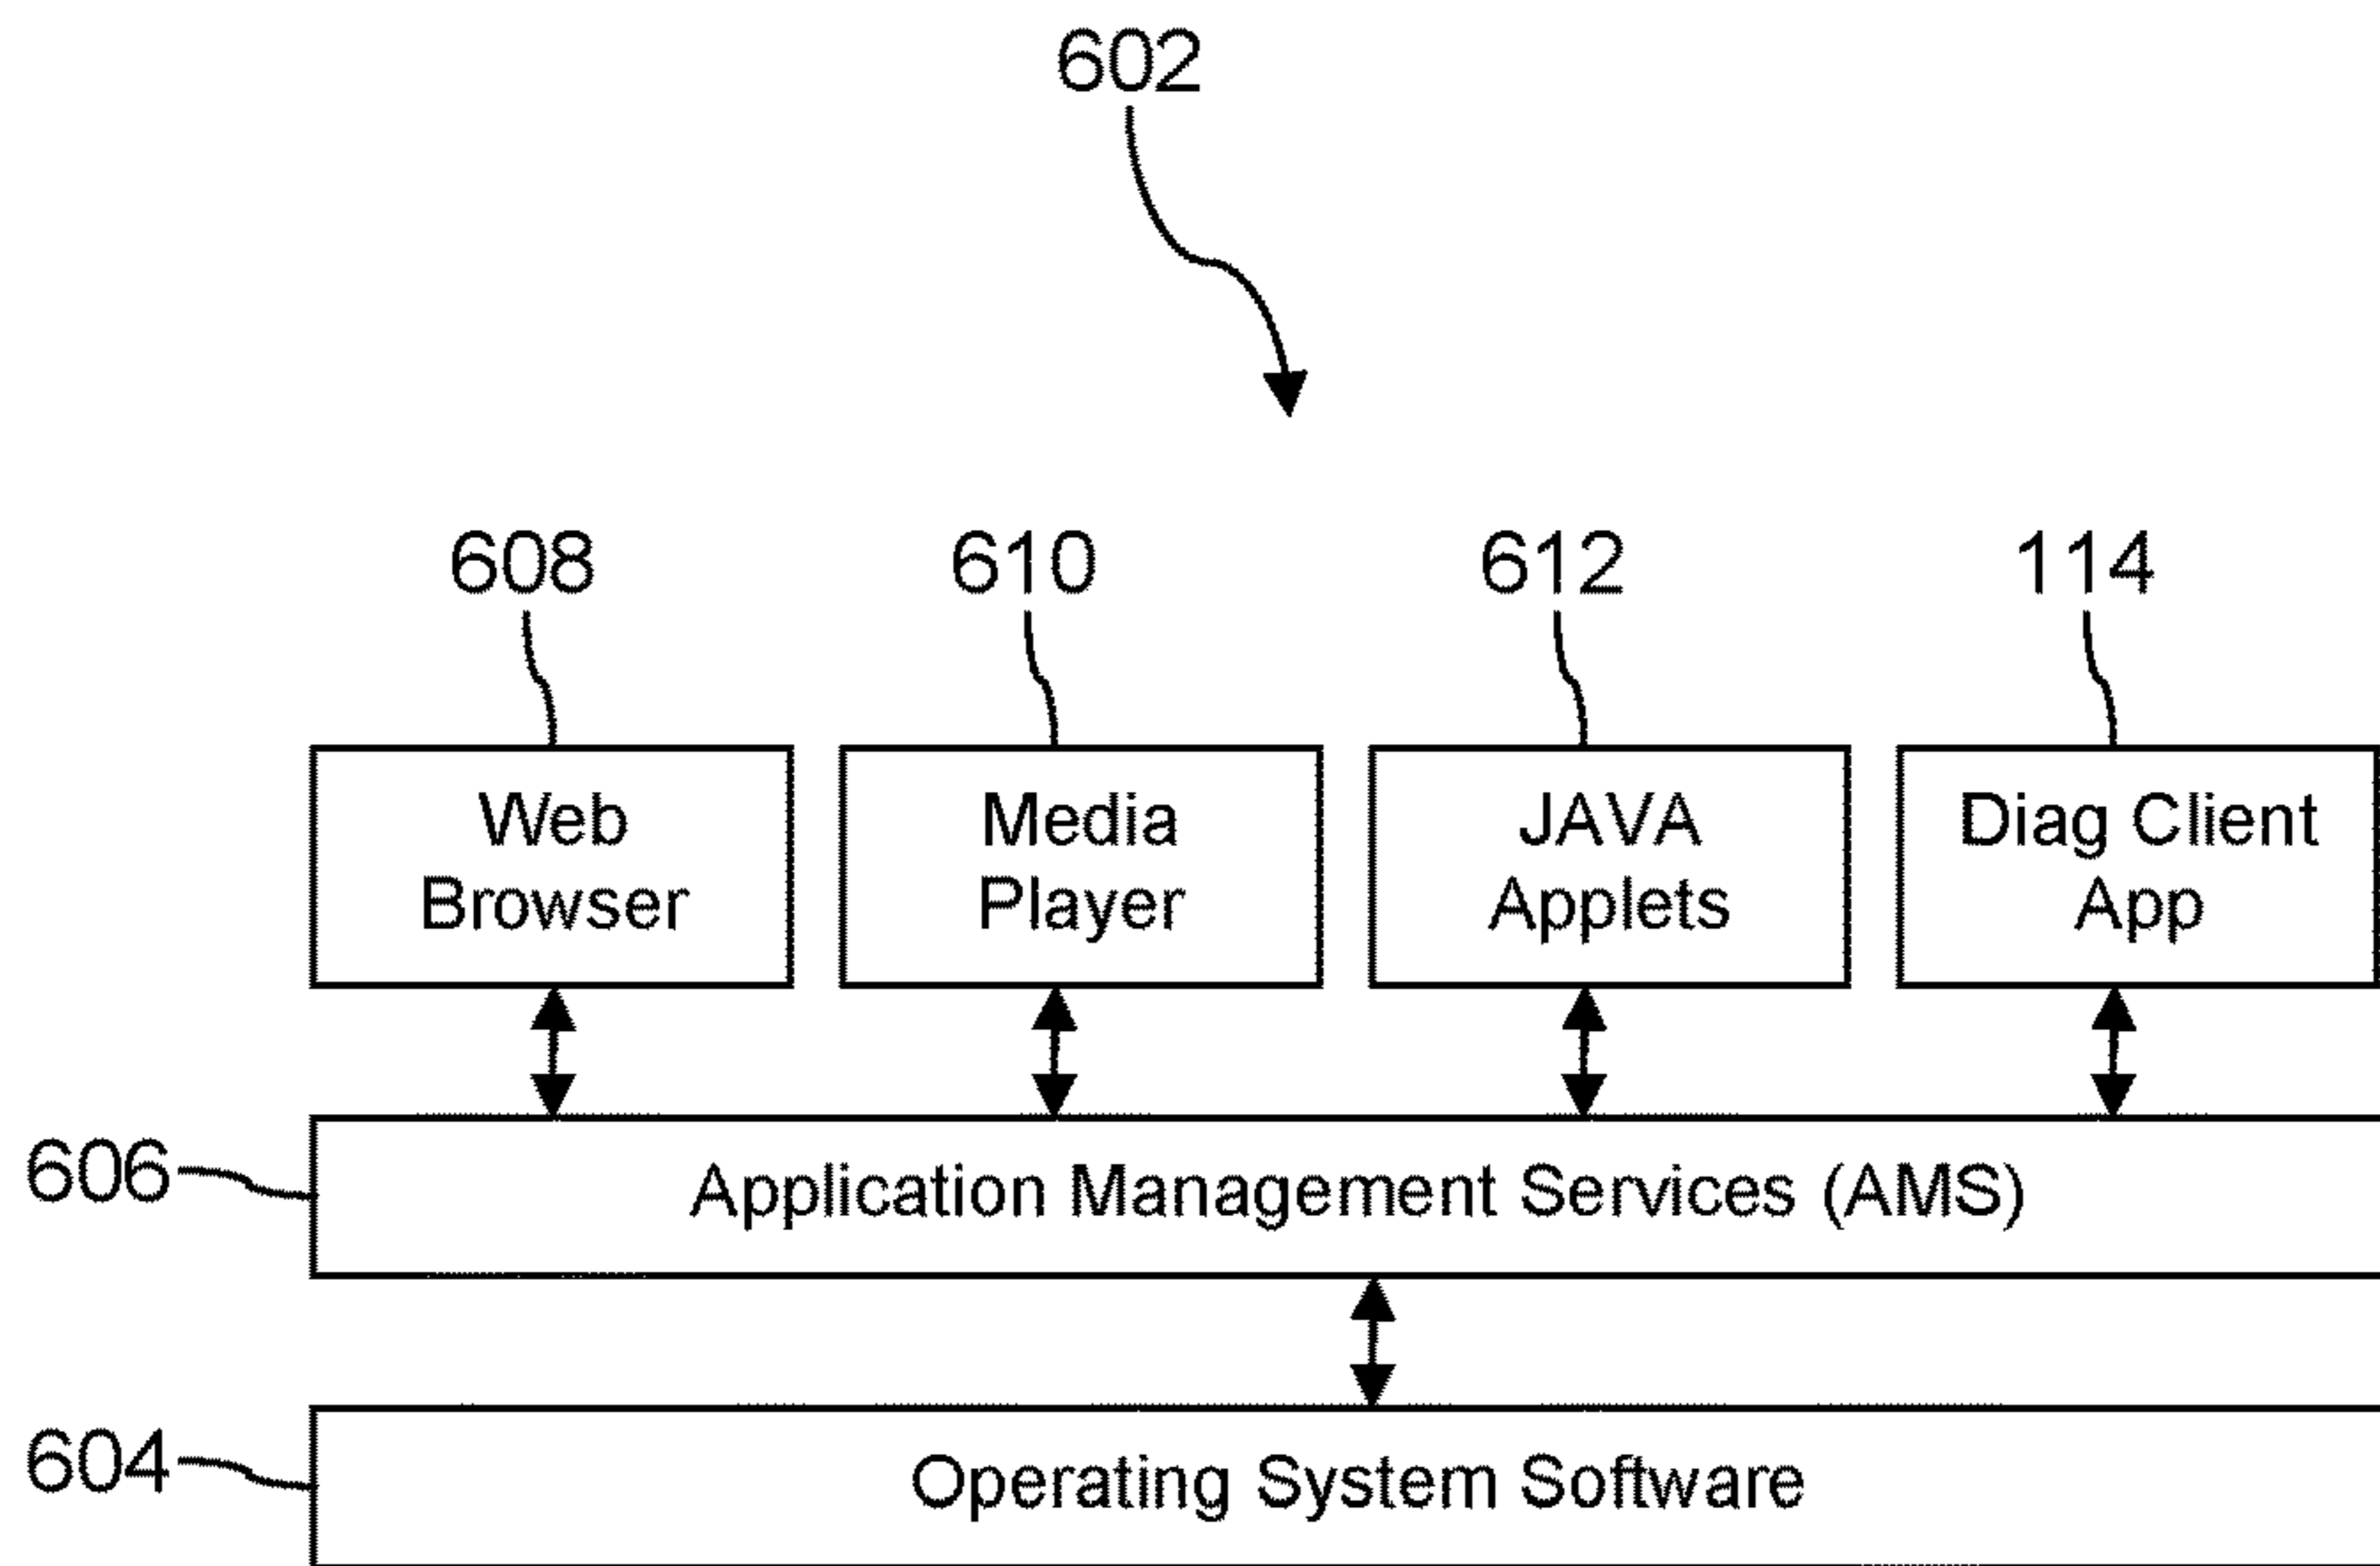 602
608
610
612
114
Web
Browser
Media
Player
JAVA
Applets
Diag Client
App
606
Application Management Services (AMS)
604
Operating System Software